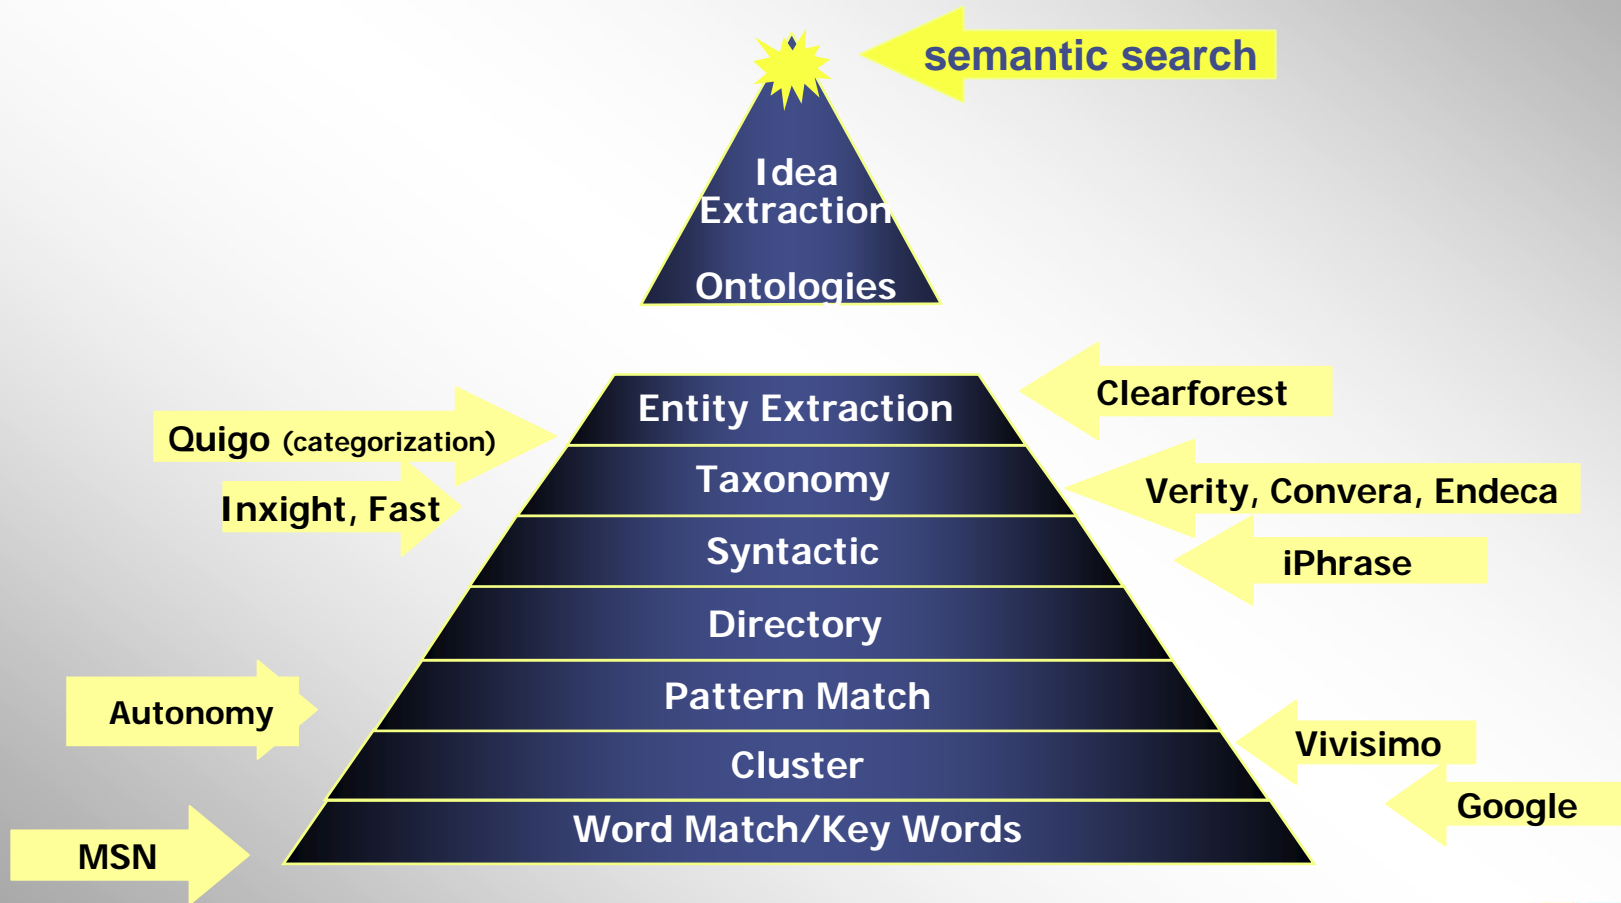 semantic search
Idea
Extraction
Ontologies
Clearforest
Entity Extraction
Quigo (categorization)
Taxonomy
Verity, Convera, Endeca
Inxight, Fast
Syntactic
iPhrase
Directory
Pattern Match
Autonomy
Vivisimo
Cluster
Google
Word Match/Key Words
MSN